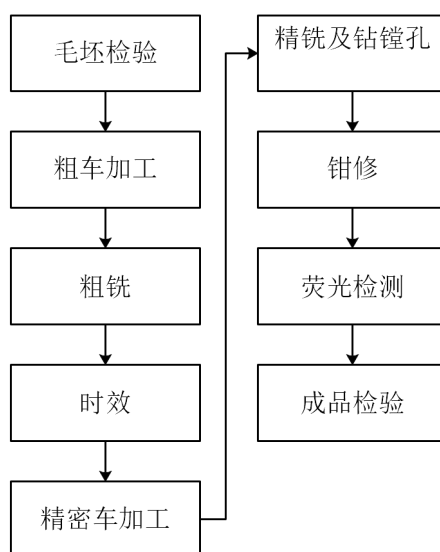 毛坯检验
粗车加工
粗铣
时效
精密车加工
精铣及钻镗孔
钳修
荧光检测
成品检验